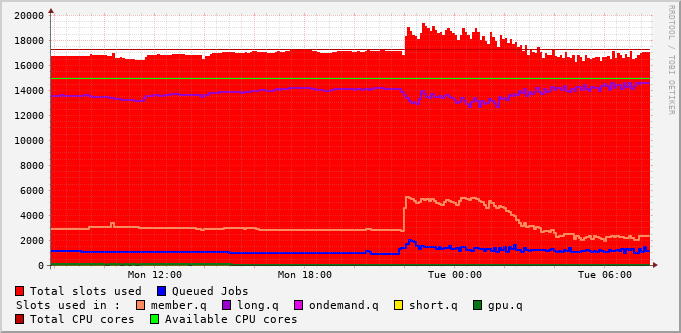 20000
18000
16000
14000
12000
10000
8000
6000
4000
2000
0
Mon 12:00 Mon 18:00 Tue 00:00 Tue 06:00
RRDTOOL / TOBI OETIKER
Total slots used Queued Jobs
Slots used in : member.q long.q ondemand.q short.q gpu.q
Total CPU cores Available CPU cores